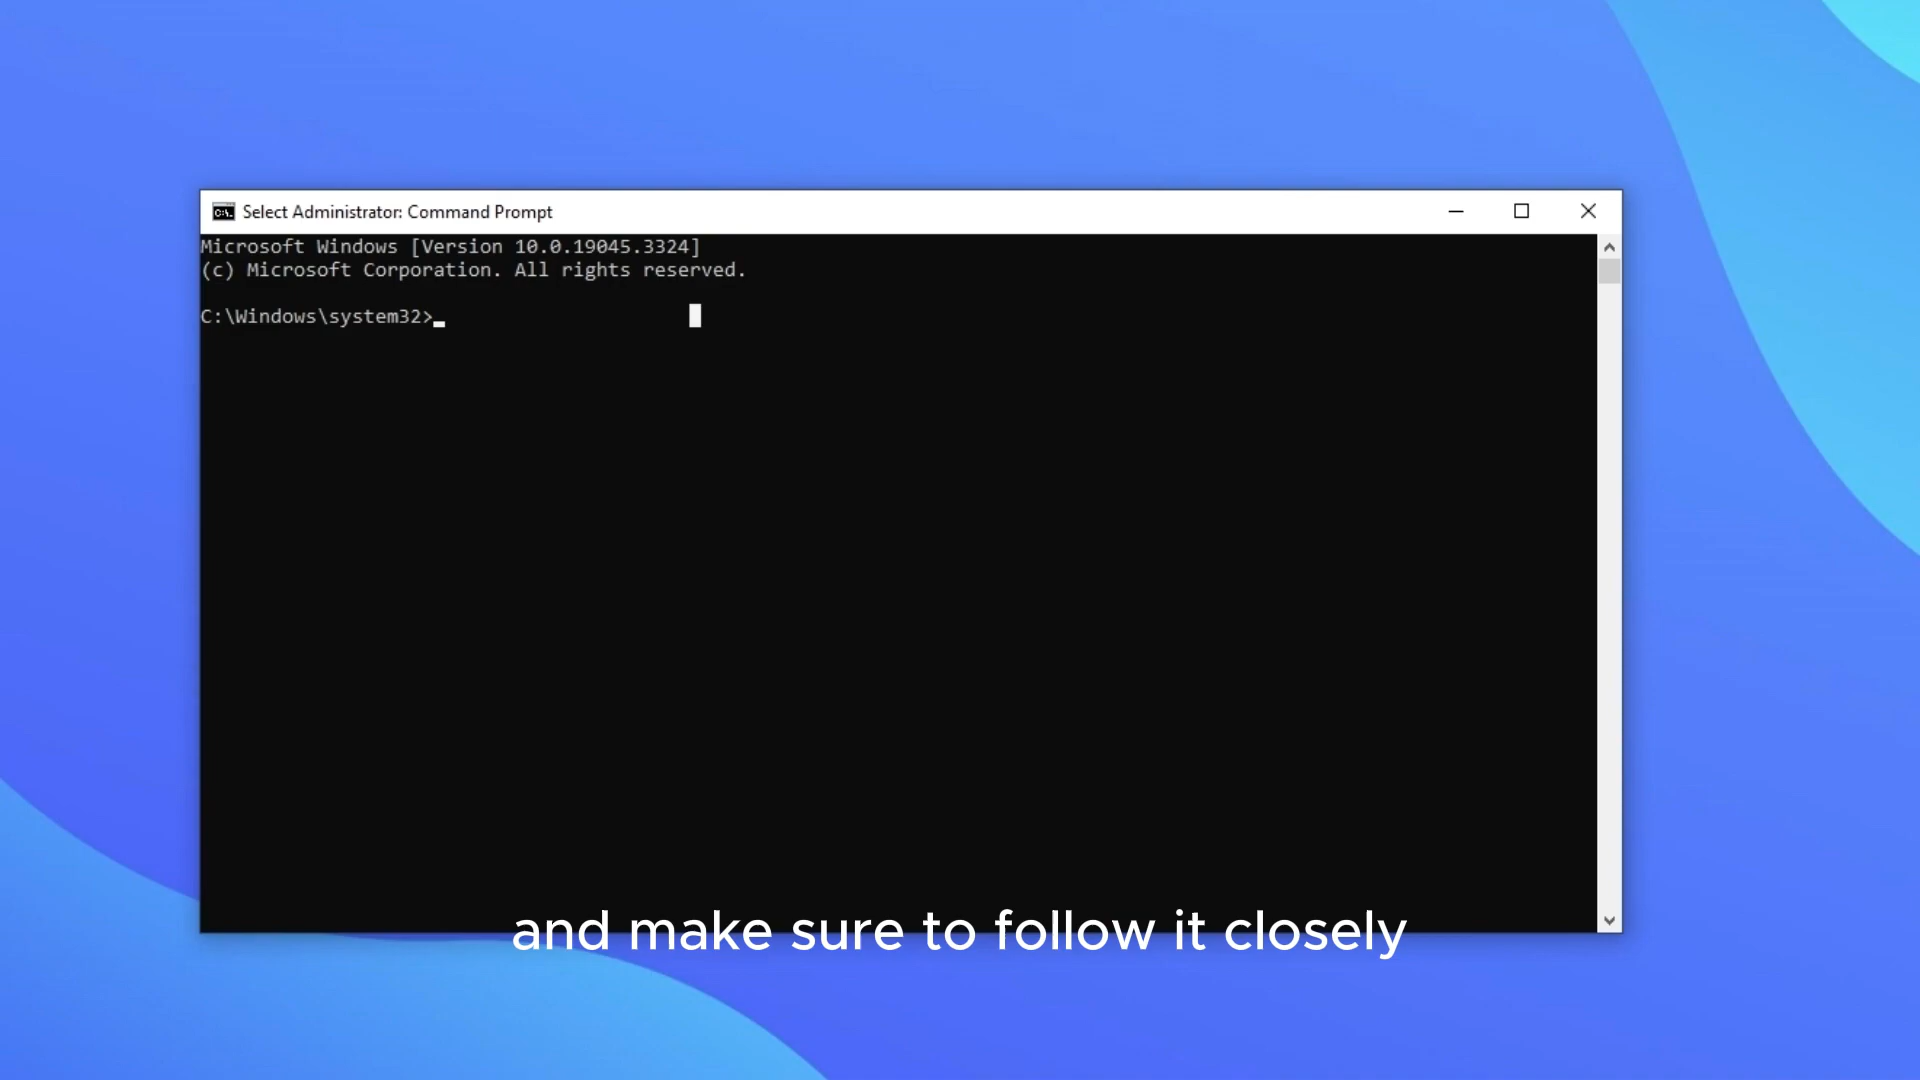 Select Administrator: Command Prompt
Microsoft Windows [Version 10.0.19045.3324]
(c) Microsoft Corporation. All rights reserved.
C:\Windows\system32>
and make sure to follow it closely